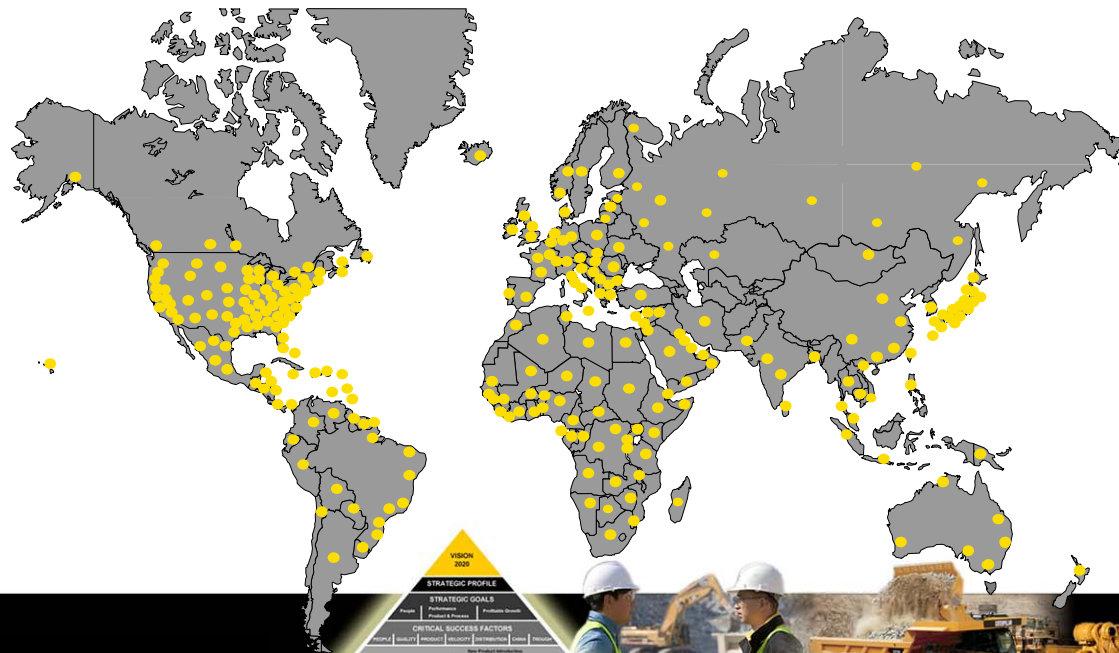 VISION
2020
STRATEGIC PROFILE
STRATEGIC GOALS
People
Performance
Product & Process
Profitable Growth
CRITICAL SUCCESS FACTORS
PEOPLE QUALITY PRODUCT VELOCITY DISTRIBUTION CHINA TROUGH
New Product Introduction
CATERPILLAR